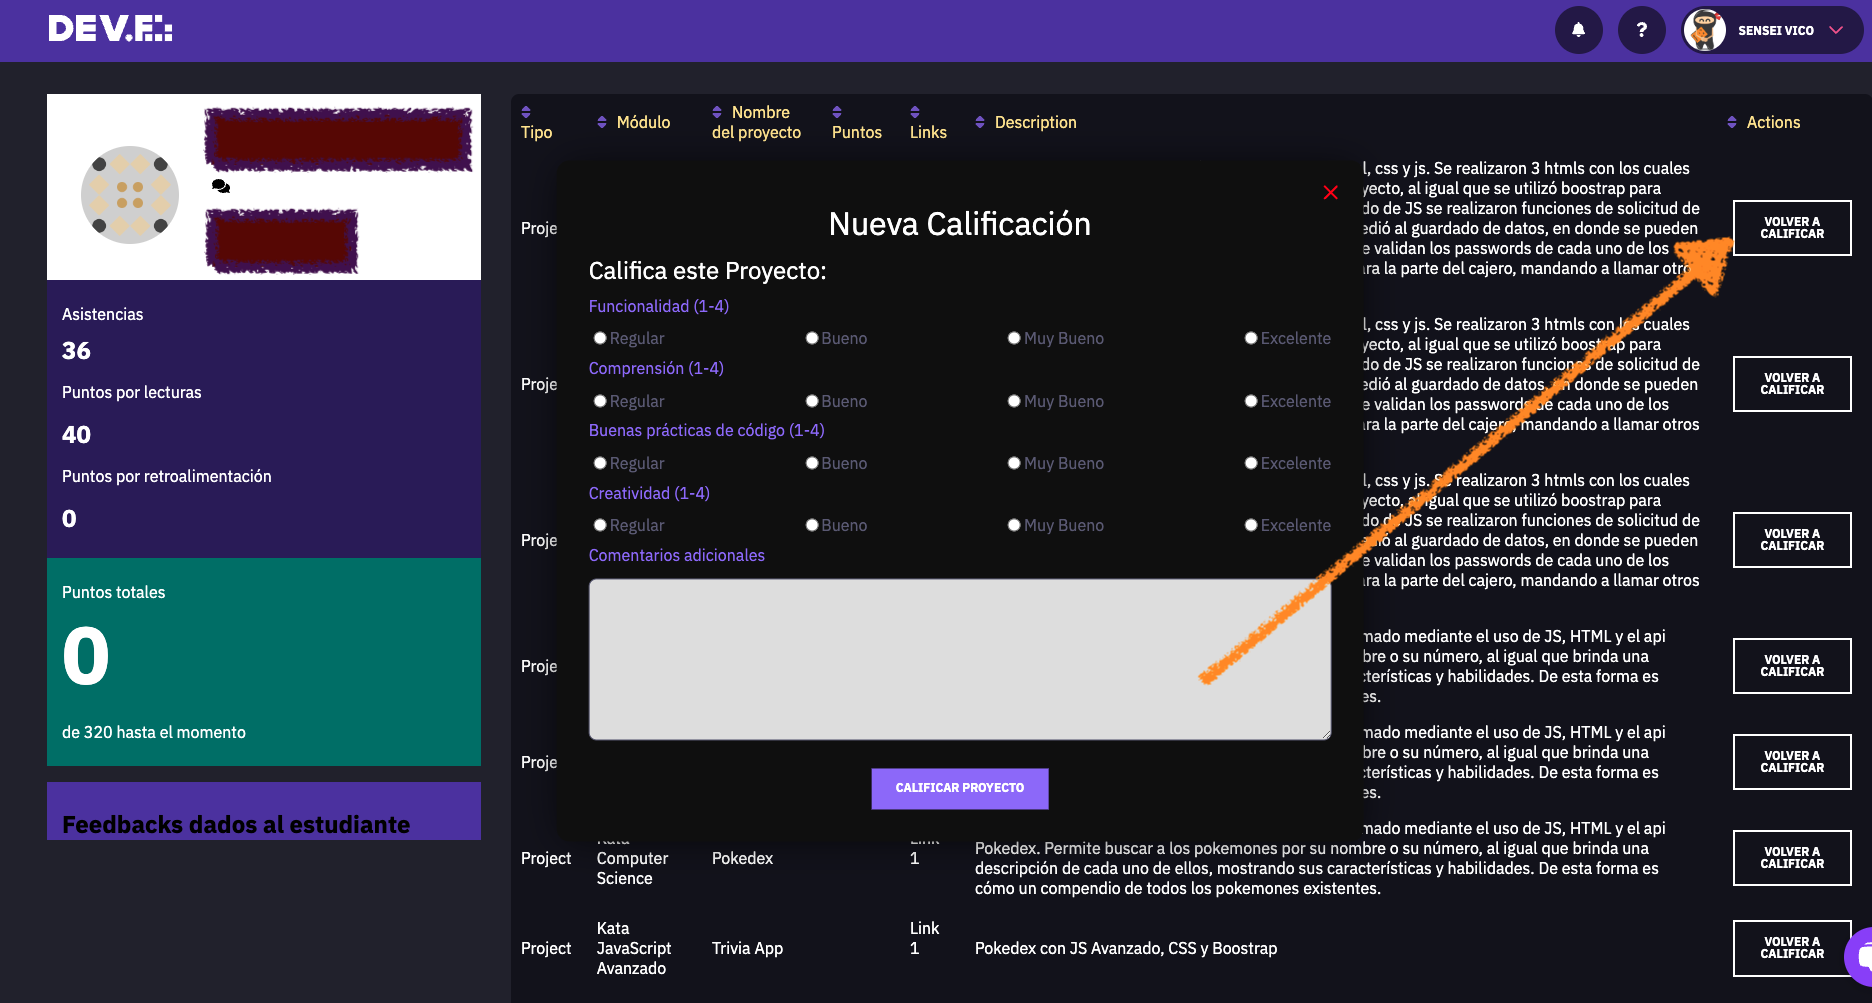 DEV.F.:
?
SENSEI VICO
Tipo
Módulo
Nombre
del proyecto
Puntos
Links
Description
Actions
Asistencias
36
Puntos por lecturas
40
Puntos por retroalimentación
0
Puntos totales
0
de 320 hasta el momento
Feedbacks dados al estudiante
Nueva Calificación
Califica este Proyecto:
Funcionalidad (1-4)
Regular Bueno Muy Bueno Excelente
Comprensión (1-4)
Regular Bueno Muy Bueno Excelente
Buenas prácticas de código (1-4)
Regular Bueno Muy Bueno Excelente
Creatividad (1-4)
Regular Bueno Muy Bueno Excelente
Comentarios adicionales
CALIFICAR PROYECTO
Proje
l, css y js. Se realizaron 3 htmls con los cuales
yecto, al igual que se utilizó boostrap para
do de JS se realizaron funciones de solicitud de
edió al guardado de datos, en donde se pueden
e validan los passwords de cada uno de los
ara la parte del cajero, mandando a llamar otro
VOLVER A
CALIFICAR
Proje
l, css y js. Se realizaron 3 htmls con los cuales
yecto, al igual que se utilizó boostrap para
do de JS se realizaron funciones de solicitud de
edió al guardado de datos, en donde se pueden
e validan los passwords de cada uno de los
ara la parte del cajero, mandando a llamar otros
VOLVER A
CALIFICAR
Proje
l, css y js. Se realizaron 3 htmls con los cuales
yecto, al igual que se utilizó boostrap para
do de JS se realizaron funciones de solicitud de
edió al guardado de datos, en donde se pueden
e validan los passwords de cada uno de los
ara la parte del cajero, mandando a llamar otros
VOLVER A
CALIFICAR
Proje
mado mediante el uso de JS, HTML y el api
bre o su número, al igual que brinda una
cterísticas y habilidades. De esta forma es
es.
VOLVER A
CALIFICAR
Proje
mado mediante el uso de JS, HTML y el api
bre o su número, al igual que brinda una
cterísticas y habilidades. De esta forma es
es.
VOLVER A
CALIFICAR
Project
Kata
Computer
Science
Pokedex
Link
1
mado mediante el uso de JS, HTML y el api
Pokedex. Permite buscar a los pokemones por su nombre o su número, al igual que brinda una
descripción de cada uno de ellos, mostrando sus características y habilidades. De esta forma es
cómo un compendio de todos los pokemones existentes.
VOLVER A
CALIFICAR
Project
Kata
JavaScript
Avanzado
Trivia App
Link
1
Pokedex con JS Avanzado, CSS y Boostrap
VOLVER A
CALIFICAR